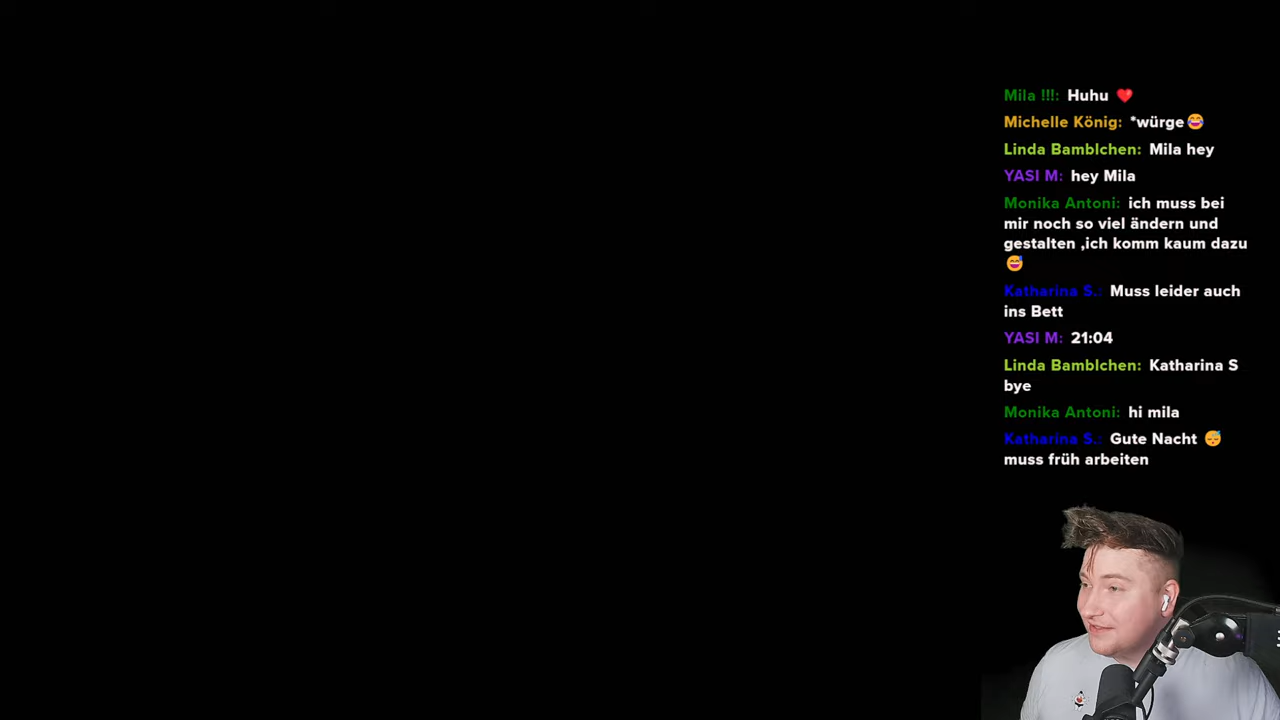 Mila !!!: Huhu ❤️
Michelle König: *würge😂
Linda Bamblchen: Mila hey
YASI M: hey Mila
Monika Antoni: ich muss bei
mir noch so viel ändern und
gestalten ,ich komm kaum dazu
😅
Katharina S.: Muss leider auch
ins Bett
YASI M: 21:04
Linda Bamblchen: Katharina S
bye
Monika Antoni: hi mila
Katharina S.: Gute Nacht 😴
muss früh arbeiten